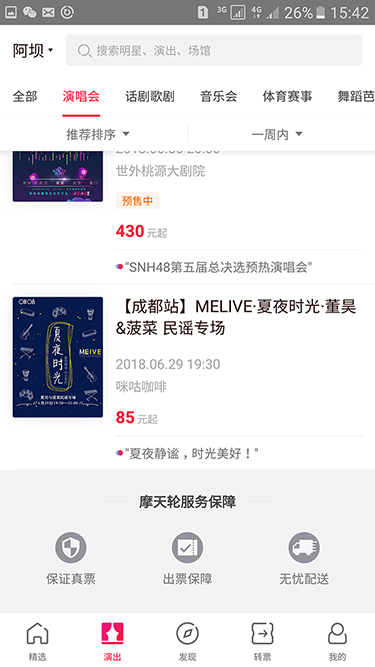 1 3G 4G 26% 15:42
阿坝
搜索明星、演出、场馆
全部 演唱会 话剧歌剧 音乐会 体育赛事 舞蹈芭
推荐排序 一周内
世外桃源大剧院
预售中
430元起
"SNH48第五届总决选预热演唱会"
【成都站】MELIVE·夏夜时光·董昊
&菠菜 民谣专场
夏夜时光
MELIVE
2018.06.29 19:30
咪咕咖啡
85元起
"夏夜静谧，时光美好！"
摩天轮服务保障
保证真票 出票保障 无忧配送
精选 演出 发现 转票 我的